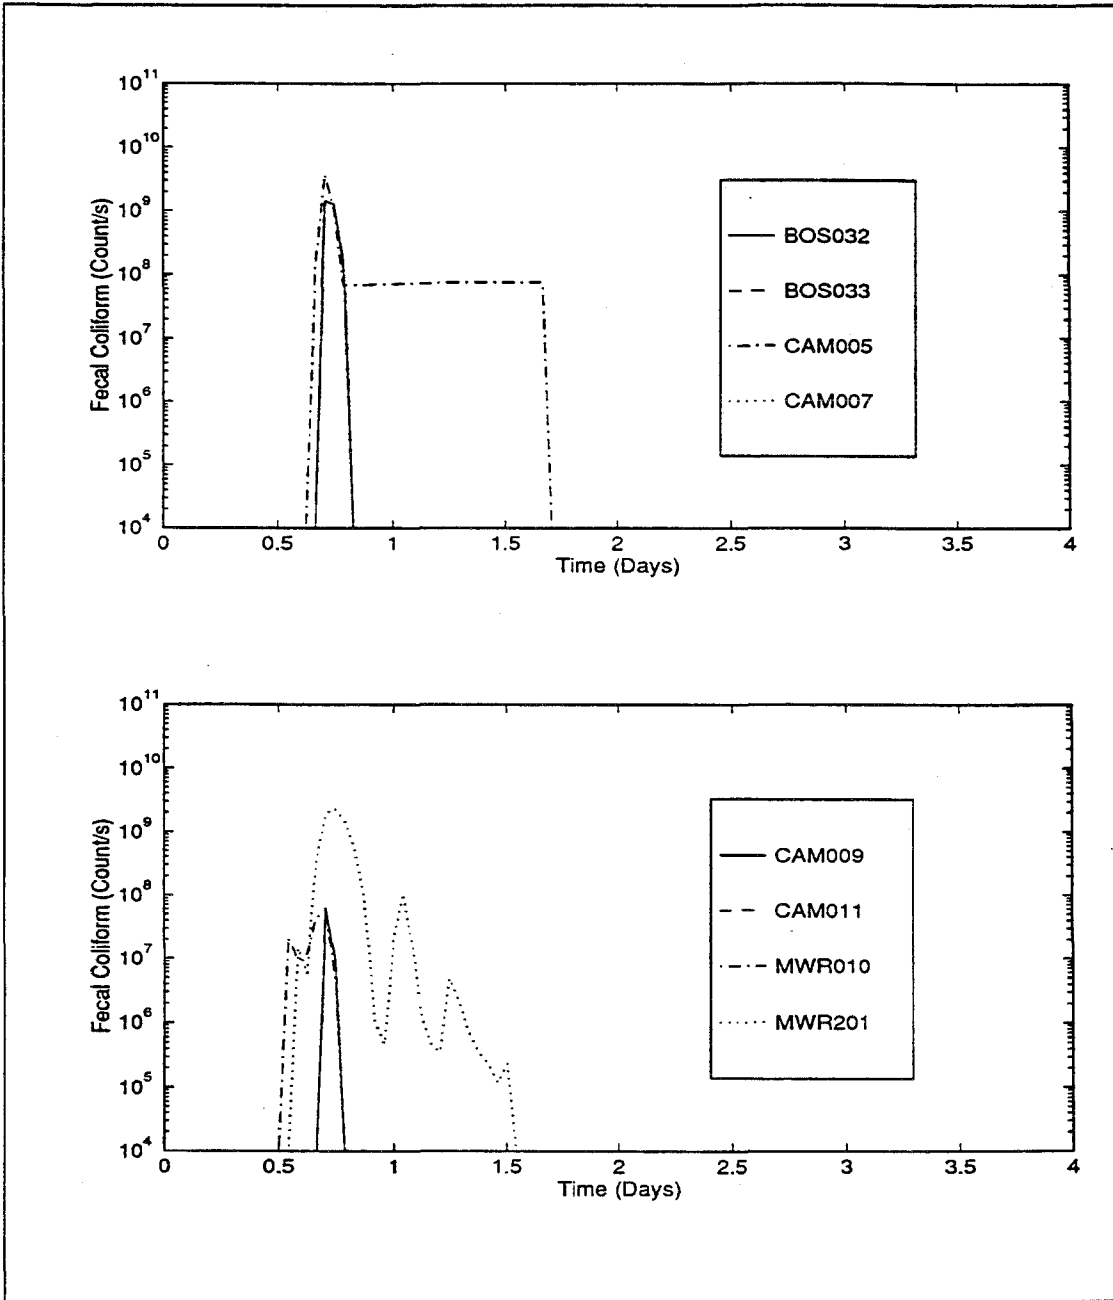 10^11
10^10
10^9
10^8
10^7
10^6
10^5
10^4
Fecal Coliform (Count/s)
BOS032
BOS033
CAM005
CAM007
0 0.5 1 1.5 2 2.5 3 3.5 4
Time (Days)
10^11
10^10
10^9
10^8
10^7
10^6
10^5
10^4
Fecal Coliform (Count/s)
CAM009
CAM011
MWR010
MWR201
0 0.5 1 1.5 2 2.5 3 3.5 4
Time (Days)